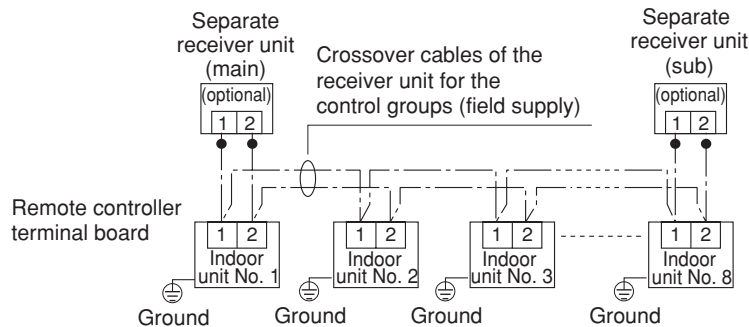 Separate
receiver unit
(main)
(optional)
1 2
Crossover cables of the
receiver unit for the
control groups (field supply)
Separate
receiver unit
(sub)
(optional)
1 2
Remote controller
terminal board
1 2
Indoor
unit No. 1
Ground
1 2
Indoor
unit No. 2
Ground
1 2
Indoor
unit No. 3
Ground
1 2
Indoor
unit No. 8
Ground